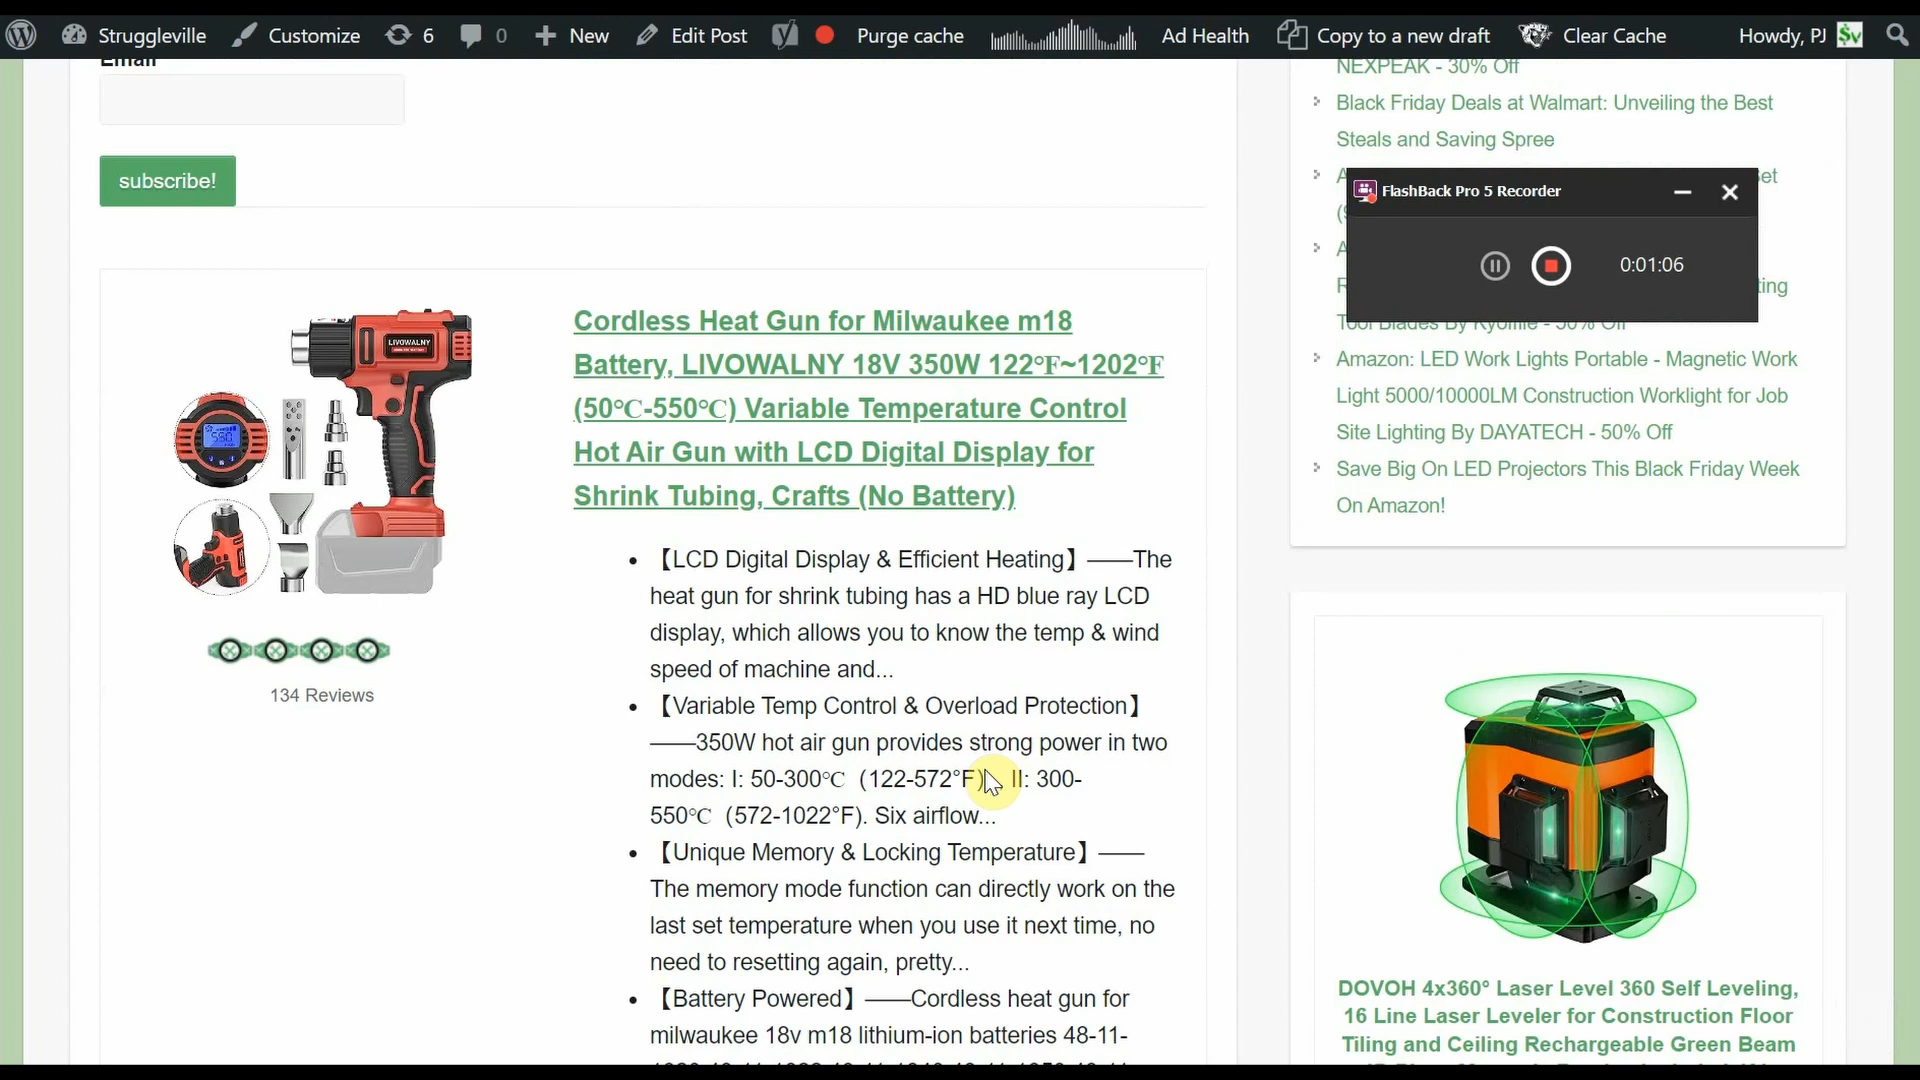 Struggleville Customize 6 0 New Edit Post Purge cache Ad Health Copy to a new draft Clear Cache Howdy, PJ
Email
subscribe!
LIVOWALNY
Cordless Heat Gun for Milwaukee m18
Battery, LIVOWALNY 18V 350W 122℉~1202℉
(50℃-550℃) Variable Temperature Control
Hot Air Gun with LCD Digital Display for
Shrink Tubing, Crafts (No Battery)
134 Reviews
【LCD Digital Display & Efficient Heating】——The
heat gun for shrink tubing has a HD blue ray LCD
display, which allows you to know the temp & wind
speed of machine and...
【Variable Temp Control & Overload Protection】
——350W hot air gun provides strong power in two
modes: I: 50-300℃（122-572°F) II: 300-
550℃（572-1022°F). Six airflow...
【Unique Memory & Locking Temperature】——
The memory mode function can directly work on the
last set temperature when you use it next time, no
need to resetting again, pretty...
【Battery Powered】——Cordless heat gun for
milwaukee 18v m18 lithium-ion batteries 48-11-
NEXPEAK - 30% Off
Black Friday Deals at Walmart: Unveiling the Best
Steals and Saving Spree
FlashBack Pro 5 Recorder
0:01:06
Tool Blades By Ryoffle - 50% Off
Amazon: LED Work Lights Portable - Magnetic Work
Light 5000/10000LM Construction Worklight for Job
Site Lighting By DAYATECH - 50% Off
Save Big On LED Projectors This Black Friday Week
On Amazon!
DOVOH 4x360° Laser Level 360 Self Leveling,
16 Line Laser Leveler for Construction Floor
Tiling and Ceiling Rechargeable Green Beam